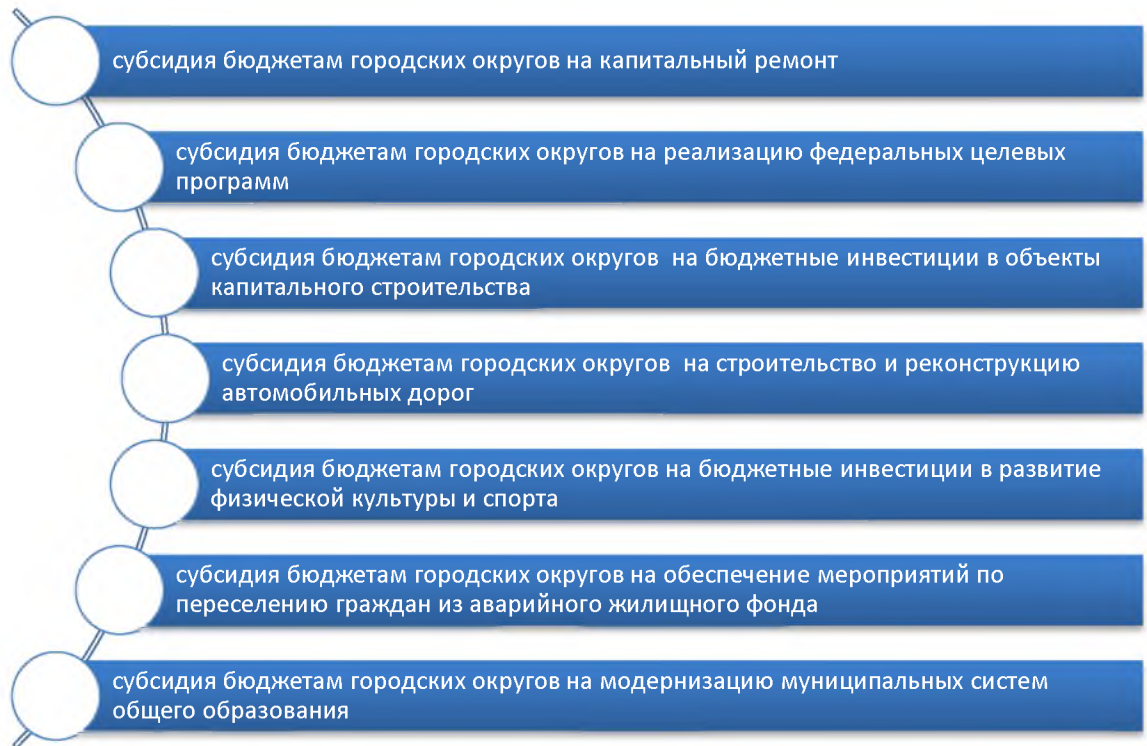 субсидия бюджетам городских округов на капитальный ремонт
субсидия бюджетам городских округов на реализацию федеральных целевых
программ
субсидия бюджетам городских округов на бюджетные инвестиции в объекты
капитального строительства
субсидия бюджетам городских округов на строительство и реконструкцию
автомобильных дорог
субсидия бюджетам городских округов на бюджетные инвестиции в развитие
физической культуры и спорта
субсидия бюджетам городских округов на обеспечение мероприятий по
переселению граждан из аварийного жилищного фонда
субсидия бюджетам городских округов на модернизацию муниципальных систем
общего образования